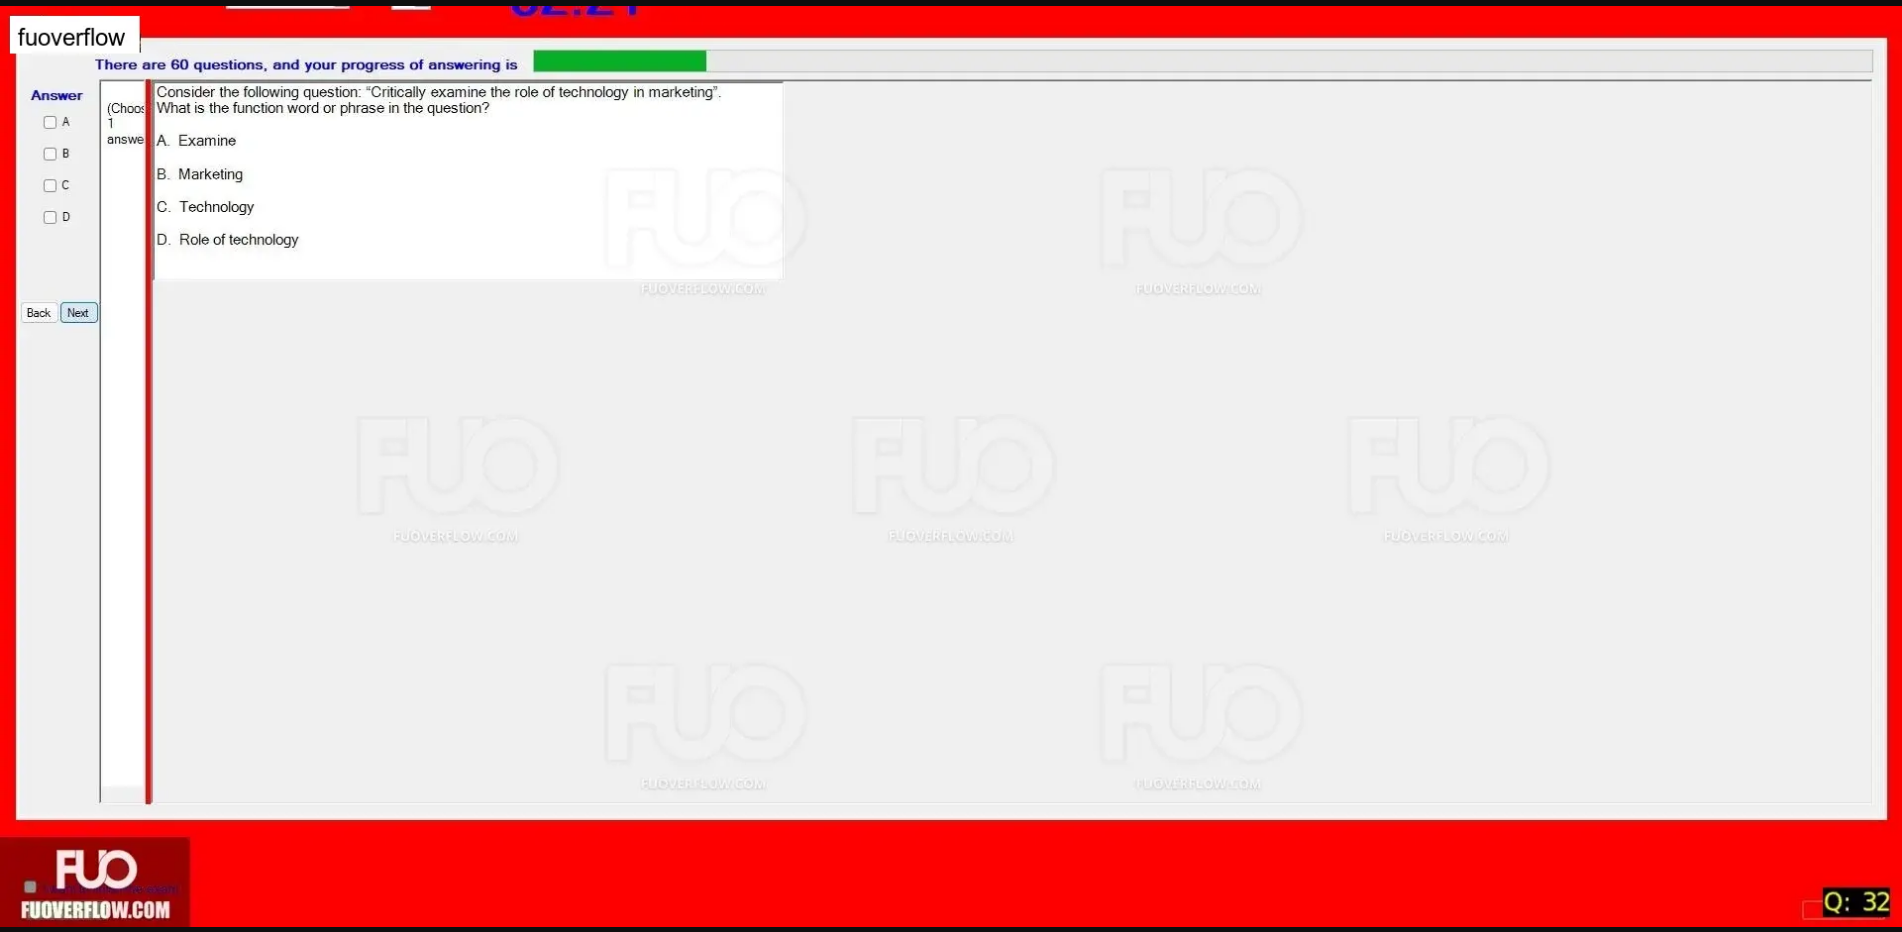 fuoverflow
There are 60 questions, and your progress of answering is
Answer
A
B
C
D
Back
Next
(Choos
1
answe
Consider the following question: “Critically examine the role of technology in marketing”.
What is the function word or phrase in the question?
A. Examine
B. Marketing
C. Technology
D. Role of technology
FUO
FUOVERFLOW.COM
FUO
FUOVERFLOW.COM
FUO
FUOVERFLOW.COM
FUO
FUOVERFLOW.COM
FUO
FUOVERFLOW.COM
FUO
FUOVERFLOW.COM
FUO
FUOVERFLOW.COM
FUO
FUOVERFLOW.COM
Q: 32